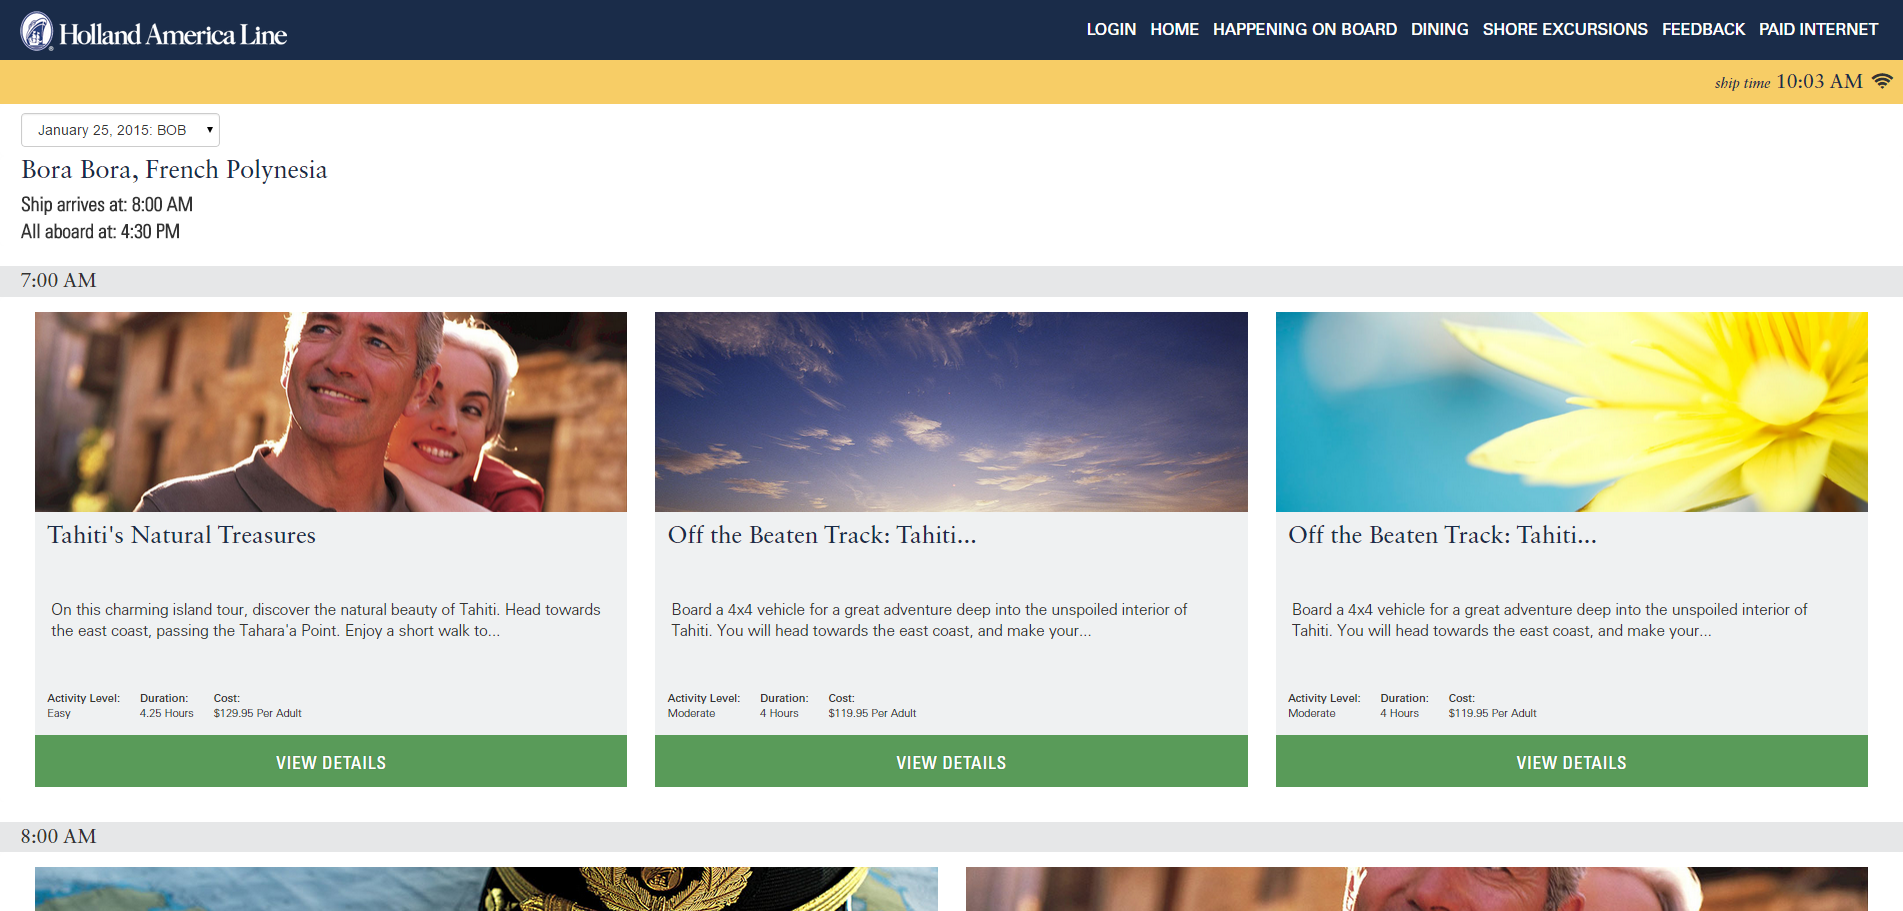 Holland America Line
LOGIN HOME HAPPENING ON BOARD DINING SHORE EXCURSIONS FEEDBACK PAID INTERNET
ship time 10:03 AM
January 25, 2015: BOB
Bora Bora, French Polynesia
Ship arrives at: 8:00 AM
All aboard at: 4:30 PM
7:00 AM
Tahiti's Natural Treasures
On this charming island tour, discover the natural beauty of Tahiti. Head towards
the east coast, passing the Tahara'a Point. Enjoy a short walk to...
Activity Level: Duration: Cost:
Easy 4.25 Hours $129.95 Per Adult
VIEW DETAILS
Off the Beaten Track: Tahiti...
Board a 4x4 vehicle for a great adventure deep into the unspoiled interior of
Tahiti. You will head towards the east coast, and make your...
Activity Level: Duration: Cost:
Moderate 4 Hours $119.95 Per Adult
VIEW DETAILS
Off the Beaten Track: Tahiti...
Board a 4x4 vehicle for a great adventure deep into the unspoiled interior of
Tahiti. You will head towards the east coast, and make your...
Activity Level: Duration: Cost:
Moderate 4 Hours $119.95 Per Adult
VIEW DETAILS
8:00 AM